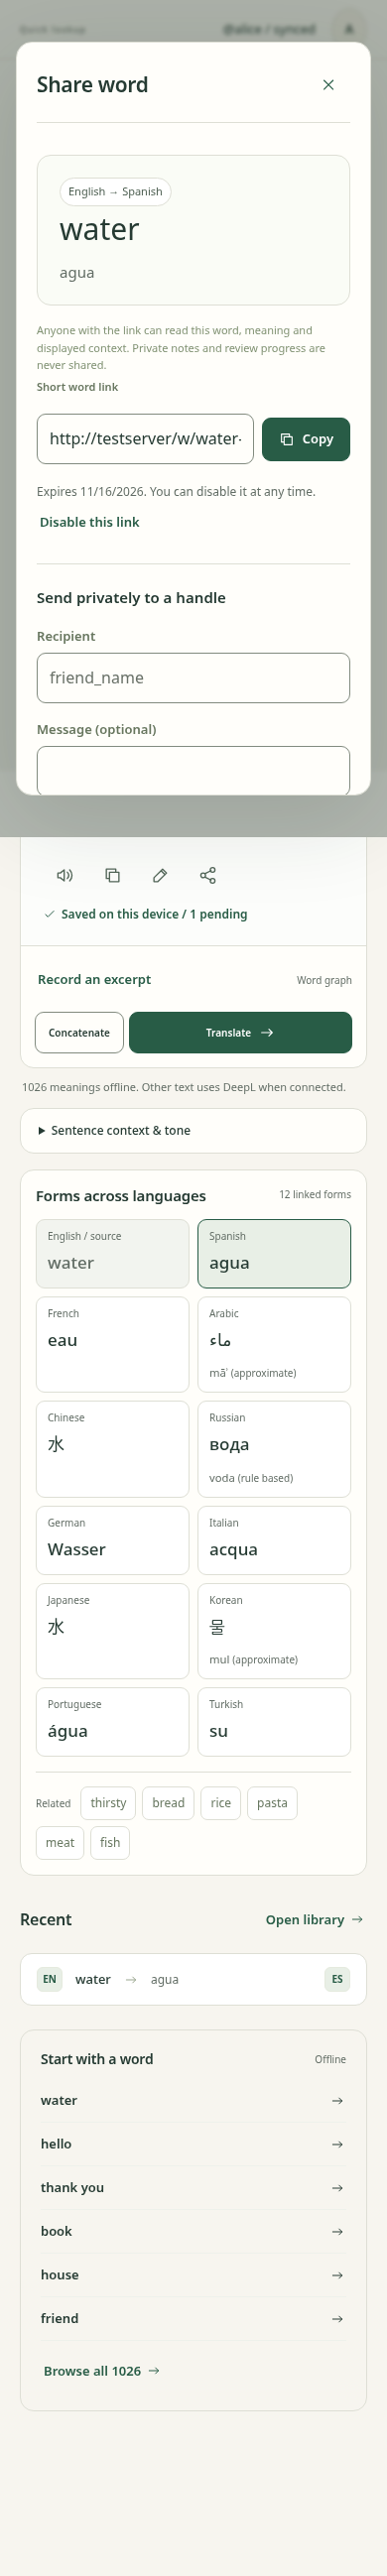 Quick lookup
@alice / synced
A
Share word
English → Spanish
water
agua
Anyone with the link can read this word, meaning and
displayed context. Private notes and review progress are
never shared.
Short word link
http://testserver/w/water-
Copy
Expires 11/16/2026. You can disable it at any time.
Disable this link
Send privately to a handle
Recipient
friend_name
Message (optional)
Saved on this device / 1 pending
Record an excerpt
Word graph
Concatenate
Translate →
1026 meanings offline. Other text uses DeepL when connected.
Sentence context & tone
Forms across languages
12 linked forms
English / source
water
Spanish
agua
French
eau
Arabic
ماء
māʾ (approximate)
Chinese
水
Russian
вода
voda (rule based)
German
Wasser
Italian
acqua
Japanese
水
Korean
물
mul (approximate)
Portuguese
água
Turkish
su
Related thirsty bread rice pasta
meat fish
Recent
Open library →
EN water → agua ES
Start with a word
Offline
water →
hello →
thank you →
book →
house →
friend →
Browse all 1026 →